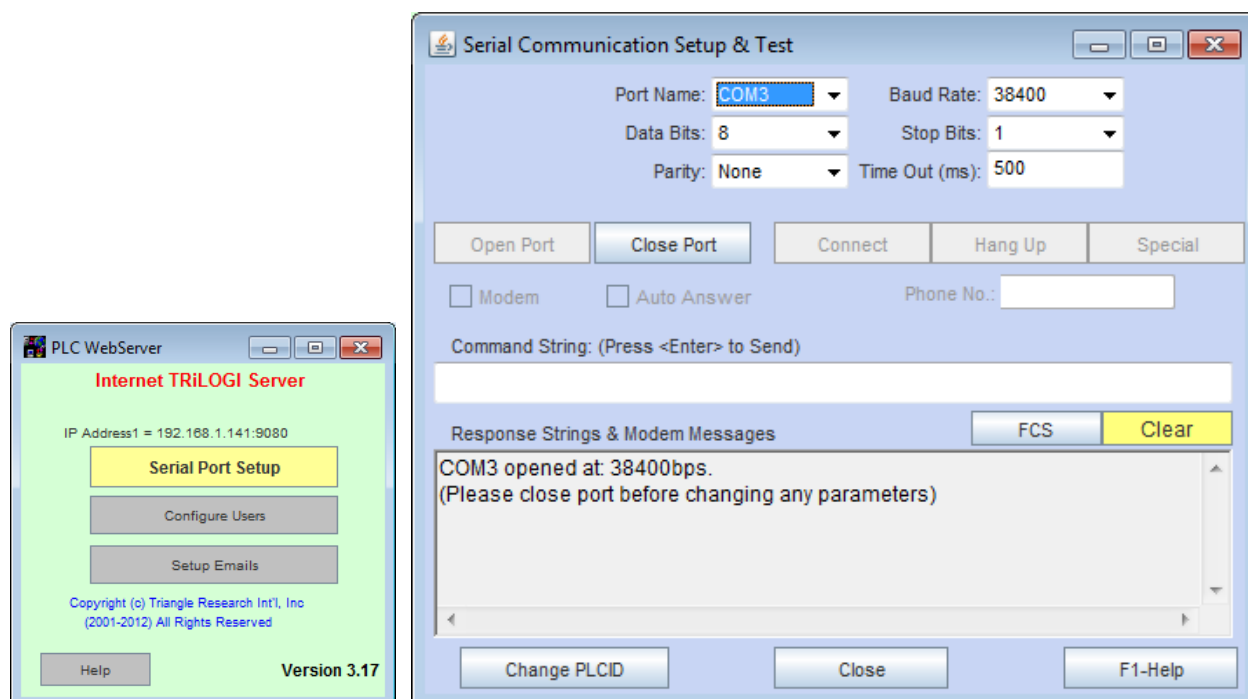 PLC WebServer
Internet TRiLOGI Server
IP Address1 = 192.168.1.141:9080
Serial Port Setup
Configure Users
Setup Emails
Copyright (c) Triangle Research Int'l, Inc
(2001-2012) All Rights Reserved
Help Version 3.17
Serial Communication Setup & Test
Port Name: COM3 Baud Rate: 38400
Data Bits: 8 Stop Bits: 1
Parity: None Time Out (ms): 500
Open Port Close Port Connect Hang Up Special
Modem Auto Answer Phone No.:
Command String: (Press <Enter> to Send)
Response Strings & Modem Messages FCS Clear
COM3 opened at: 38400bps.
(Please close port before changing any parameters)
Change PLCID Close F1-Help